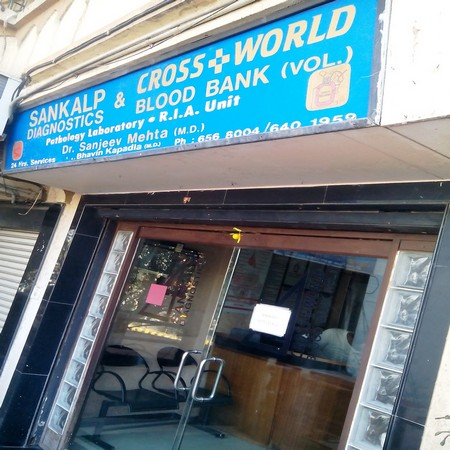 SANKALP & CROSS WORLD
DIAGNOSTICS BLOOD BANK (VOL.)
Pathology Laboratory • R.I.A. Unit
Dr. Sanjeev Mehta (M.D.)
24 Hrs. Services Bhavin Kapadia (M.D.) Ph : 656 6004 / 640 1959